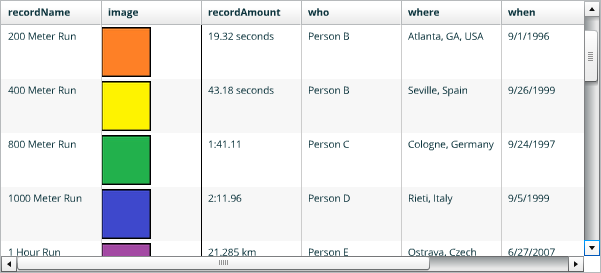 recordName image recordAmount who where when
200 Meter Run 19.32 seconds Person B Atlanta, GA, USA 9/1/1996
400 Meter Run 43.18 seconds Person B Seville, Spain 9/26/1999
800 Meter Run 1:41.11 Person C Cologne, Germany 9/24/1997
1000 Meter Run 2:11.96 Person D Rieti, Italy 9/5/1999
1 Hour Run 21.285 km Person E Ostrava, Czech 6/27/2007